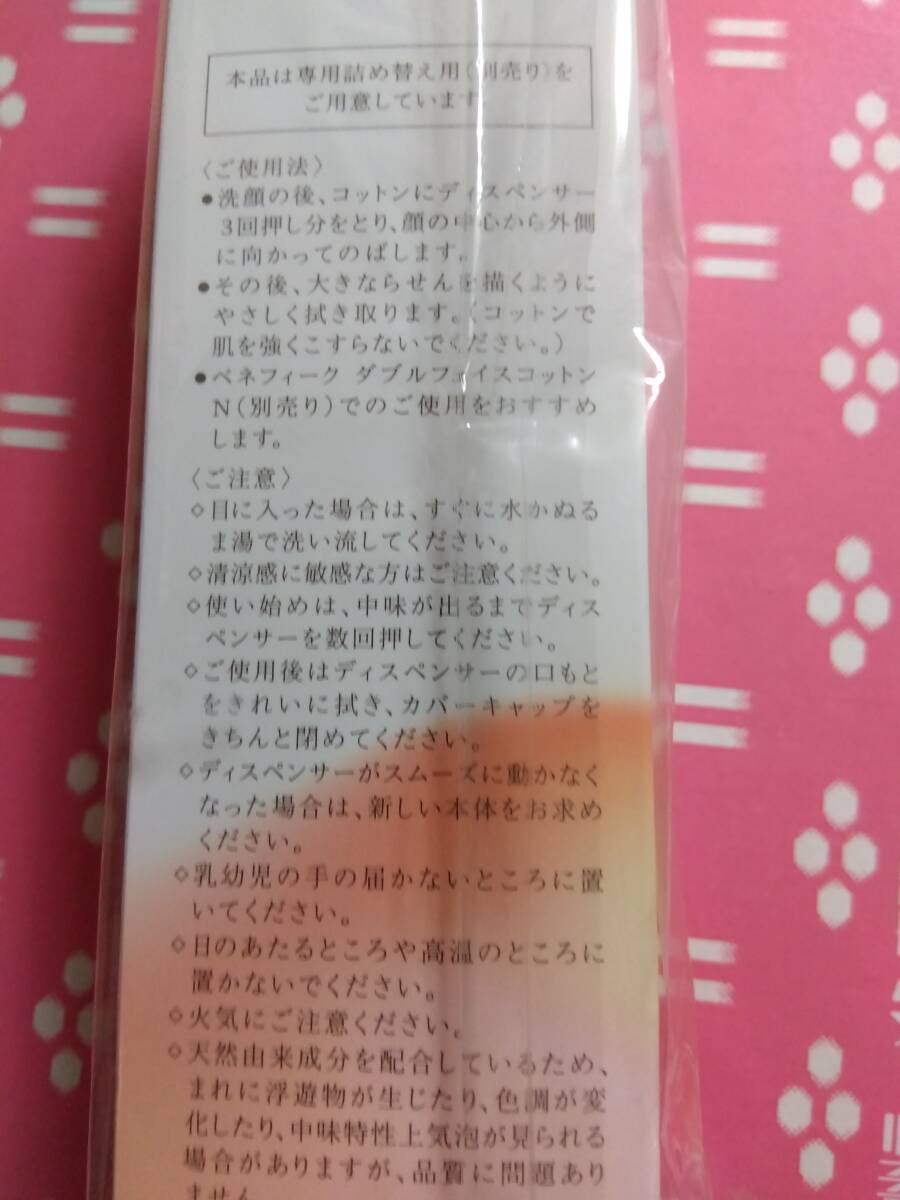 本品は専用詰め替え用(別売り)を
ご用意しています
〈ご使用法〉
●洗顔の後、コットンにディスペンサー
3回押し分をとり、顔の中心から外側
に向かってのばします。
●その後、大きならせんを描くように
やさしく拭き取ります。(コットンで
肌を強くこすらないでください。)
●ベネフィーク ダブルフェイスコットン
N(別売り)でのご使用をおすすめ
します。
〈ご注意〉
◇目に入った場合は、すぐに水かぬる
ま湯で洗い流してください。
◇清涼感に敏感な方はご注意ください。
◇使い始めは、中味が出るまでディス
ペンサーを数回押してください。
◇ご使用後はディスペンサーの口もと
をきれいに拭き、カバーキャップを
きちんと閉めてください。
◇ディスペンサーがスムーズに動かなく
なった場合は、新しい本体をお求め
ください。
◇乳幼児の手の届かないところに置
いてください。
◇日のあたるところや高温のところに
置かないでください。
◇火気にご注意ください。
◇天然由来成分を配合しているため、
まれに浮遊物が生じたり、色調が変
化したり、中味特性上気泡が見られる
場合がありますが、品質に問題あり
ません